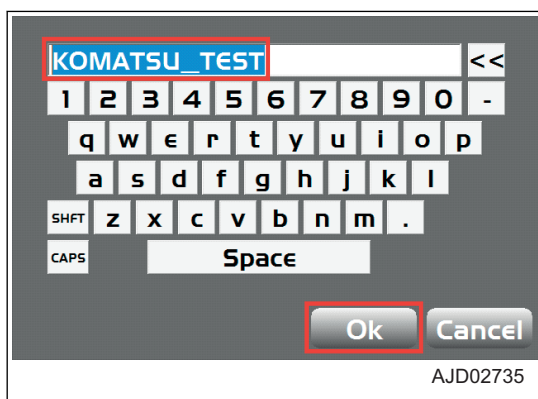 KOMATSU_TEST <<
1 2 3 4 5 6 7 8 9 0 -
q w e r t y u i o p
a s d f g h j k l
SHFT z x c v b n m .
CAPS Space
Ok Cancel
AJD02735